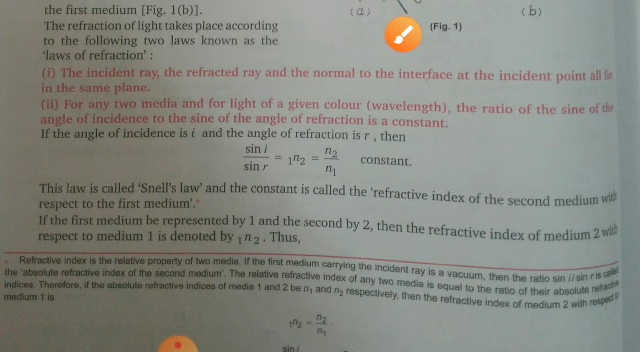 the first medium [Fig. 1(b)].
(a)
(b)
(Fig. 1)
The refraction of light takes place according
to the following two laws known as the
'laws of refraction' :
(i) The incident ray, the refracted ray and the normal to the interface at the incident point all lie
in the same plane.
(ii) For any two media and for light of a given colour (wavelength), the ratio of the sine of the
angle of incidence to the sine of the angle of refraction is a constant.
If the angle of incidence is i and the angle of refraction is r , then
sin i / sin r = ₁n₂ = n₂ / n₁ constant.
This law is called 'Snell's law' and the constant is called the 'refractive index of the second medium with
respect to the first medium'.*
If the first medium be represented by 1 and the second by 2, then the refractive index of medium 2 with
respect to medium 1 is denoted by ₁n₂ . Thus,
* Refractive index is the relative property of two media. If the first medium carrying the incident ray is a vacuum, then the ratio sin i / sin r is called
the 'absolute refractive index of the second medium'. The relative refractive index of any two media is equal to the ratio of their absolute refractive
indices. Therefore, if the absolute refractive indices of media 1 and 2 be n₁ and n₂ respectively, then the refractive index of medium 2 with respect to
medium 1 is
₁n₂ = n₂ / n₁ .
sin i